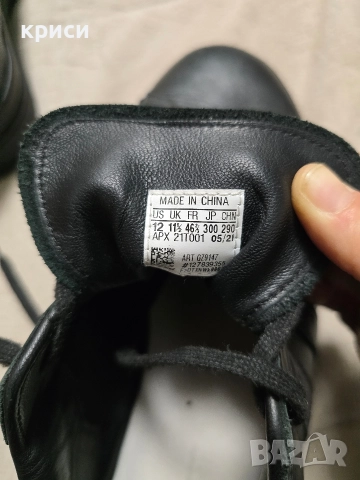 криси
MADE IN CHINA
US UK FR JP CHN
12 11½ 46⅔ 300 290
APX 21T001 05/21
ART GZ9147
BAZAR
bg